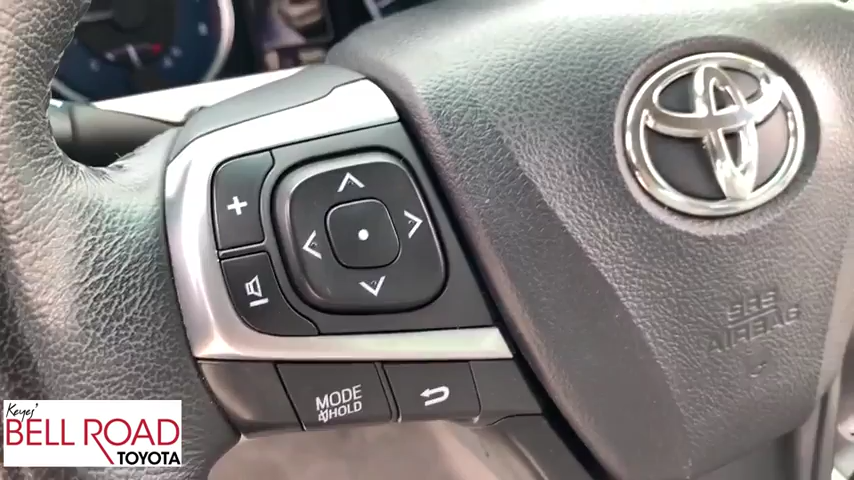 +
-
MODE
HOLD
SRS
AIRBAG
Keyes'
BELL ROAD
TOYOTA